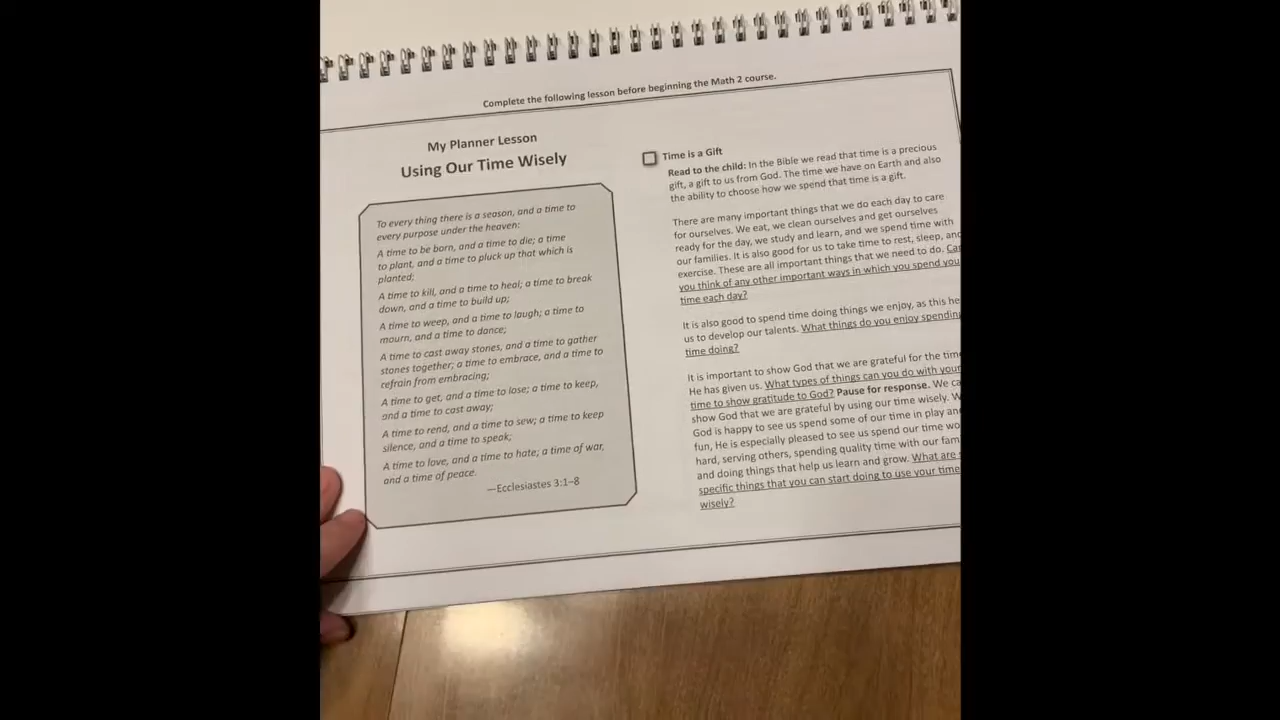 Complete the following lesson before beginning the Math 2 course.
My Planner Lesson
Using Our Time Wisely
To every thing there is a season, and a time to
every purpose under the heaven:
A time to be born, and a time to die; a time
to plant, and a time to pluck up that which is
planted;
A time to kill, and a time to heal; a time to break
down, and a time to build up;
A time to weep, and a time to laugh; a time to
mourn, and a time to dance;
A time to cast away stones, and a time to gather
stones together; a time to embrace, and a time to
refrain from embracing;
A time to get, and a time to lose; a time to keep,
and a time to cast away;
A time to rend, and a time to sew; a time to keep
silence, and a time to speak;
A time to love, and a time to hate; a time of war,
and a time of peace.
—Ecclesiastes 3:1–8
Time is a Gift
Read to the child: In the Bible we read that time is a precious
gift, a gift to us from God. The time we have on Earth and also
the ability to choose how we spend that time is a gift.
There are many important things that we do each day to care
for ourselves. We eat, we clean ourselves and get ourselves
ready for the day, we study and learn, and we spend time with
our families. It is also good for us to take time to rest, sleep, and
exercise. These are all important things that we need to do.
you think of any other important ways in which you spend
time each day?
It is also good to spend time doing things we enjoy, as this
us to develop our talents. What things do you enjoy spending
time doing?
It is important to show God that we are grateful for the time
He has given us. What types of things can you do with your
time to show gratitude to God? Pause for response. We
show God that we are grateful by using our time wisely.
God is happy to see us spend some of our time in play and
fun, He is especially pleased to see us spend our time
hard, serving others, spending quality time with our
and doing things that help us learn and grow. What are
specific things that you can start doing to use your time
wisely?